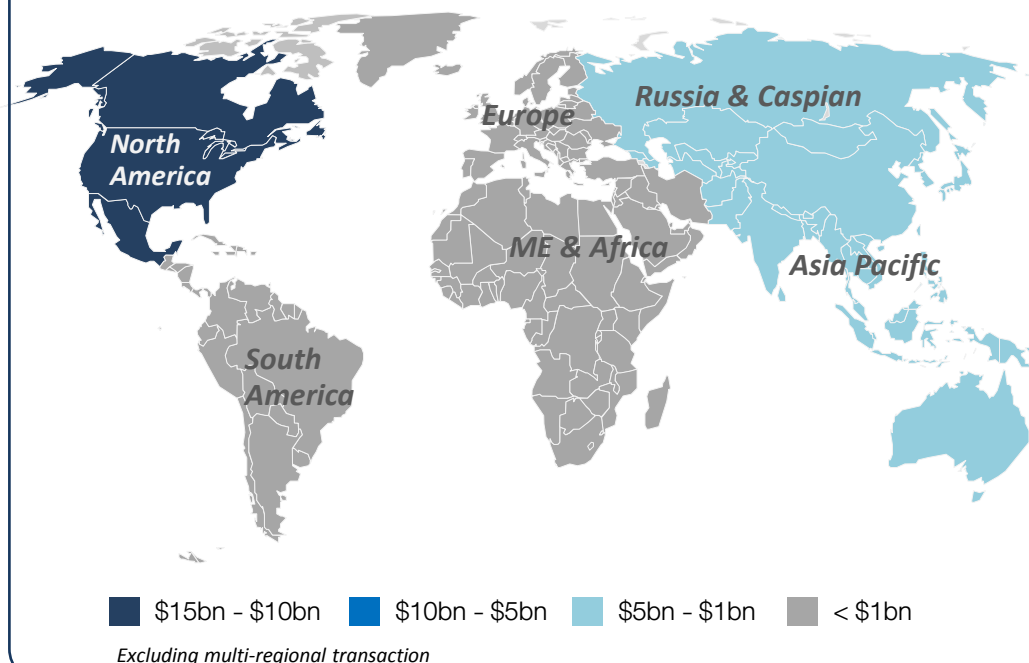 Europe
Russia & Caspian
North
America
ME & Africa
Asia Pacific
South
America
$15bn - $10bn
$10bn - $5bn
$5bn - $1bn
< $1bn
Excluding multi-regional transaction